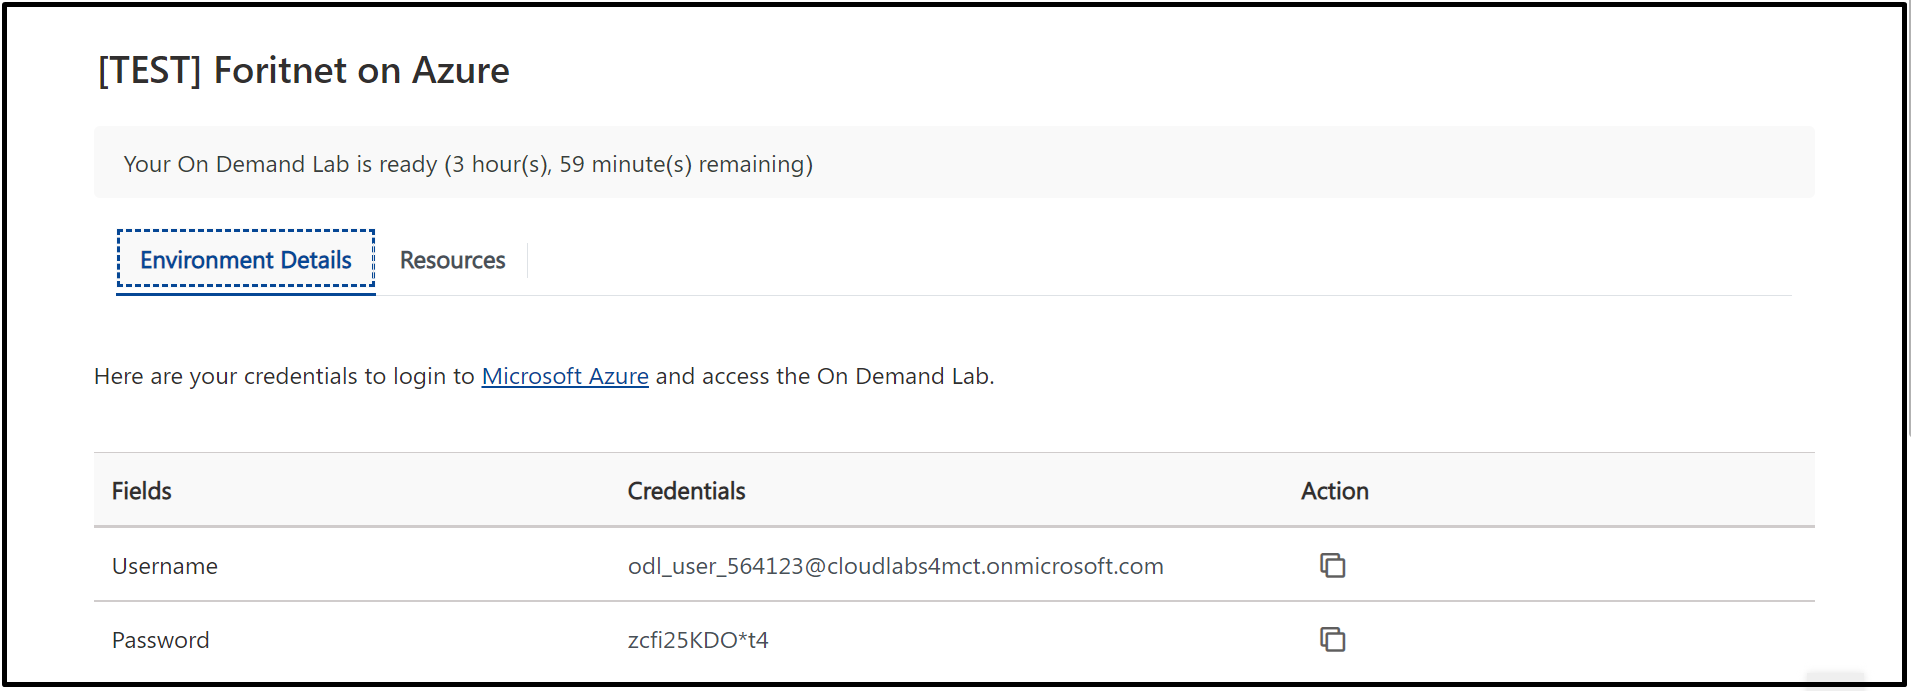 [TEST] Foritnet on Azure
Your On Demand Lab is ready (3 hour(s), 59 minute(s) remaining)
Environment Details Resources
Here are your credentials to login to Microsoft Azure and access the On Demand Lab.
Fields Credentials Action
Username odl_user_564123@cloudlabs4mct.onmicrosoft.com
Password zcfi25KDO*t4